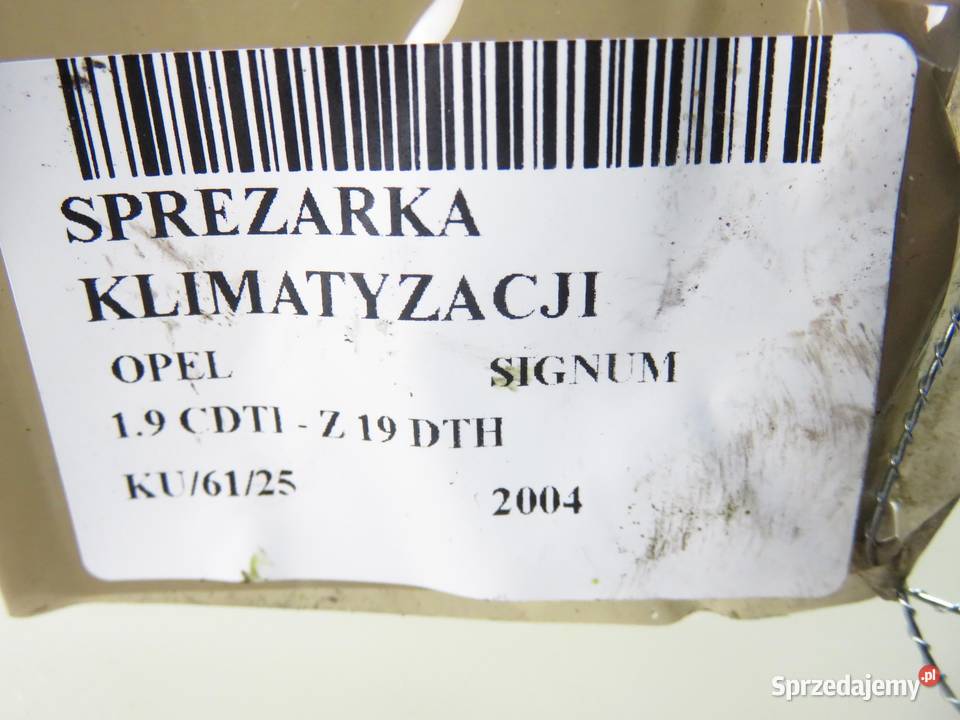 SPREZARKA
KLIMATYZACJI
OPEL SIGNUM
1.9 CDTI - Z 19 DTH
KU/61/25 2004
Sprzedajemy.pl